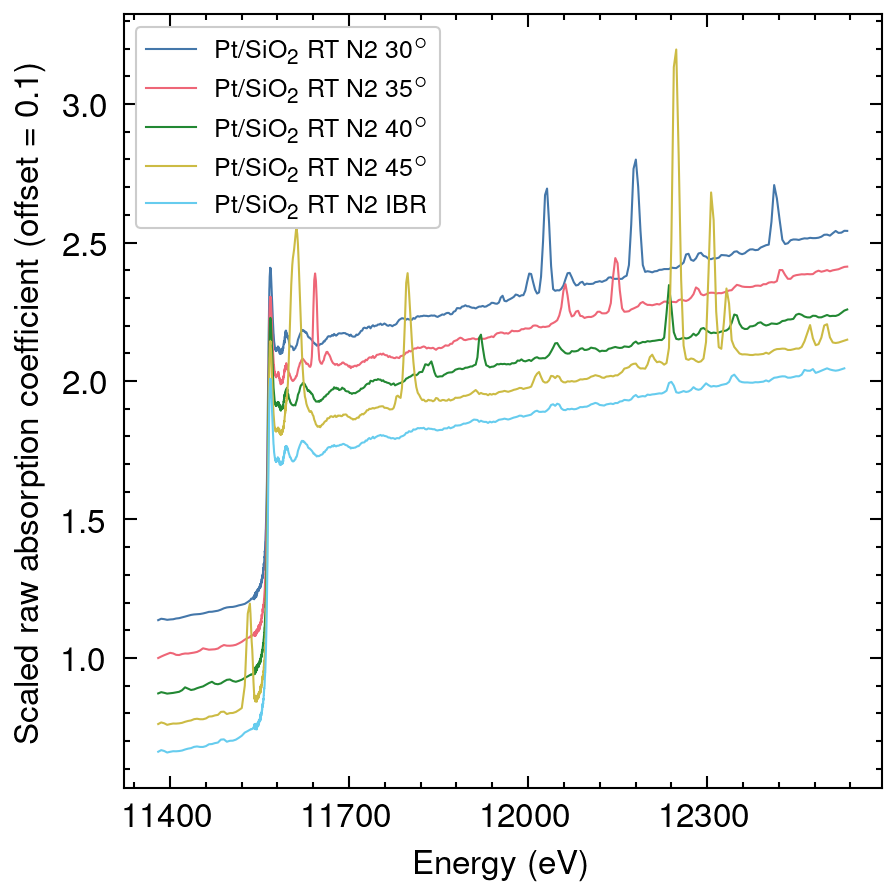 Pt/SiO₂ RT N2 30°
Pt/SiO₂ RT N2 35°
Pt/SiO₂ RT N2 40°
Pt/SiO₂ RT N2 45°
Pt/SiO₂ RT N2 IBR
Scaled raw absorption coefficient (offset = 0.1)
3.0
2.5
2.0
1.5
1.0
11400 11700 12000 12300
Energy (eV)